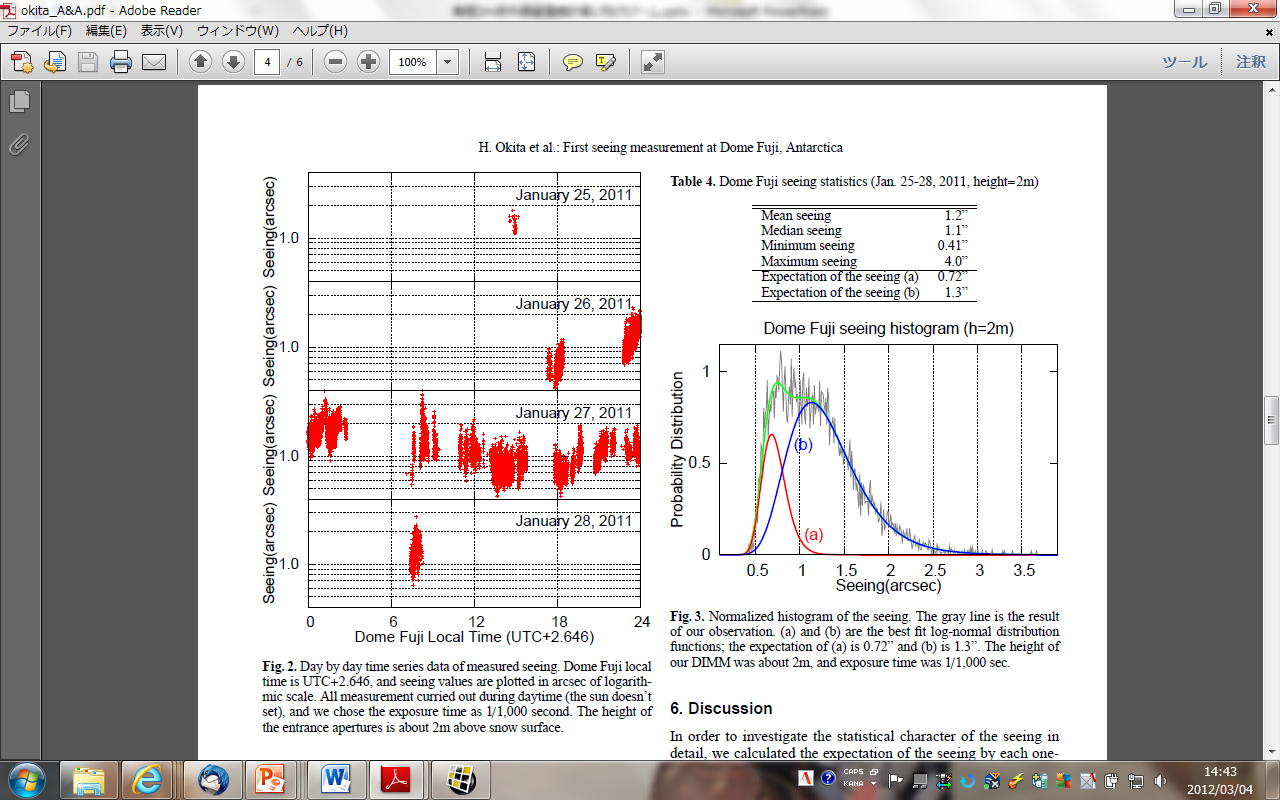 okita_A&A.pdf - Adobe Reader
ファイル(F) 編集(E) 表示(V) ウィンドウ(W) ヘルプ(H)
4 / 6 100% ツール 注釈
H. Okita et al.: First seeing measurement at Dome Fuji, Antarctica
January 25, 2011
Seeing(arcsec)
1.0
January 26, 2011
Seeing(arcsec)
1.0
January 27, 2011
Seeing(arcsec)
1.0
January 28, 2011
Seeing(arcsec)
1.0
0 6 12 18 24
Dome Fuji Local Time (UTC+2.646)
Fig. 2. Day by day time series data of measured seeing. Dome Fuji local
time is UTC+2.646, and seeing values are plotted in arcsec of logarith-
mic scale. All measurement curried out during daytime (the sun doesn't
set), and we chose the exposure time as 1/1,000 second. The height of
the entrance apertures is about 2m above snow surface.
Table 4. Dome Fuji seeing statistics (Jan. 25-28, 2011, height=2m)
Mean seeing 1.2”
Median seeing 1.1”
Minimum seeing 0.41”
Maximum seeing 4.0”
Expectation of the seeing (a) 0.72”
Expectation of the seeing (b) 1.3”
Dome Fuji seeing histogram (h=2m)
Probability Distribution
1
0.5
0
(b)
(a)
0.5 1 1.5 2 2.5 3 3.5
Seeing(arcsec)
Fig. 3. Normalized histogram of the seeing. The gray line is the result
of our observation. (a) and (b) are the best fit log-normal distribution
functions; the expectation of (a) is 0.72” and (b) is 1.3”. The height of
our DIMM was about 2m, and exposure time was 1/1,000 sec.
6. Discussion
In order to investigate the statistical character of the seeing in
detail, we calculated the expectation of the seeing by each one-
CAPS
KANA
14:43
2012/03/04